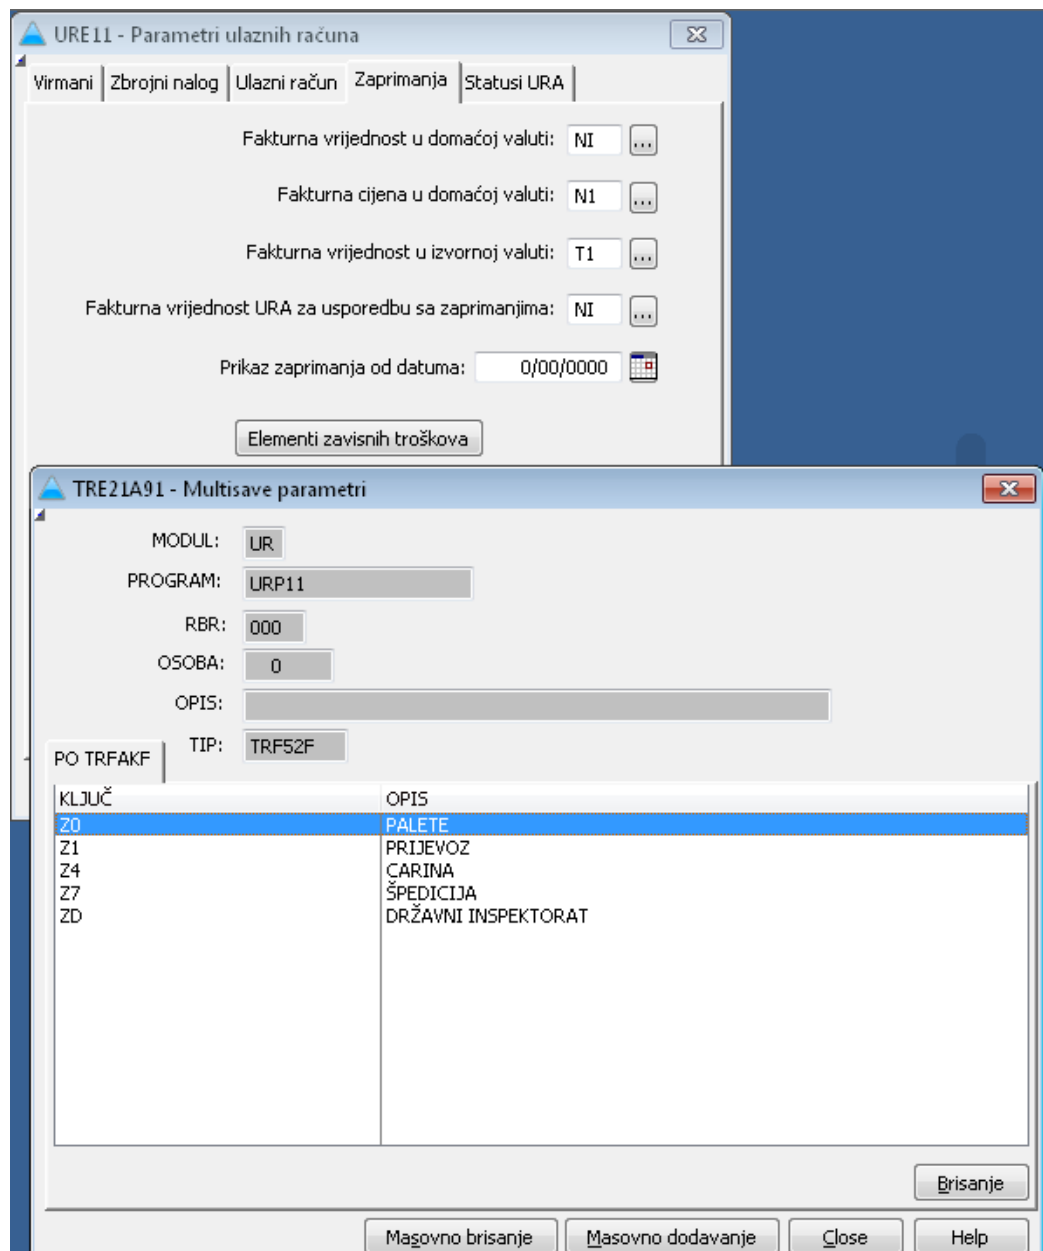 URE11 - Parametri ulaznih računa
Virmani Zbrojni nalog Ulazni račun Zaprimanja Statusi URA
Fakturna vrijednost u domaćoj valuti: NI ...
Fakturna cijena u domaćoj valuti: N1 ...
Fakturna vrijednost u izvornoj valuti: T1 ...
Fakturna vrijednost URA za usporedbu sa zaprimanjima: NI ...
Prikaz zaprimanja od datuma: 0/00/0000
Elementi zavisnih troškova
TRE21A91 - Multisave parametri
MODUL: UR
PROGRAM: URP11
RBR: 000
OSOBA: 0
OPIS:
TIP: TRF52F
PO TRFAKF
KLJUČ OPIS
Z0 PALETE
Z1 PRIJEVOZ
Z4 CARINA
Z7 ŠPEDICIJA
ZD DRŽAVNI INSPEKTORAT
Brisanje
Masovno brisanje Masovno dodavanje Close Help